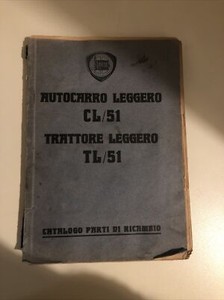 AUTOCARRO LEGGERO
CL/51
TRATTORE LEGGERO
TL/51
CATALOGO PARTI DI RICAMBIO